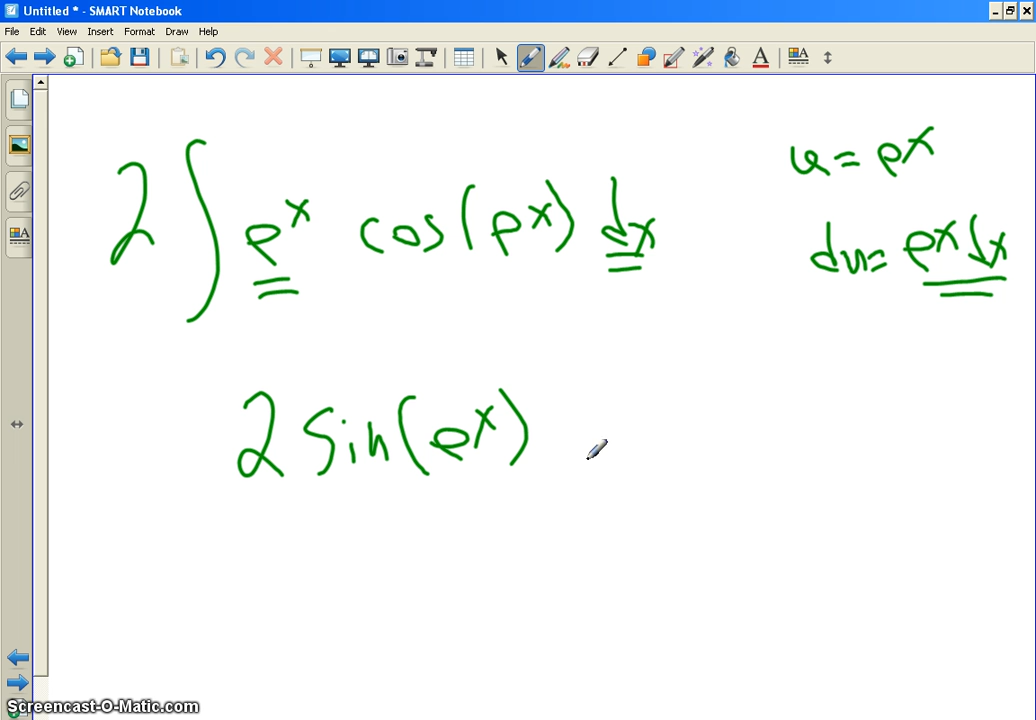 Untitled * - SMART Notebook
File Edit View Insert Format Draw Help
2 ∫ e^x cos(e^x) dx
u = e^x
du = e^x dx
2 sin(e^x)
Screencast-O-Matic.com